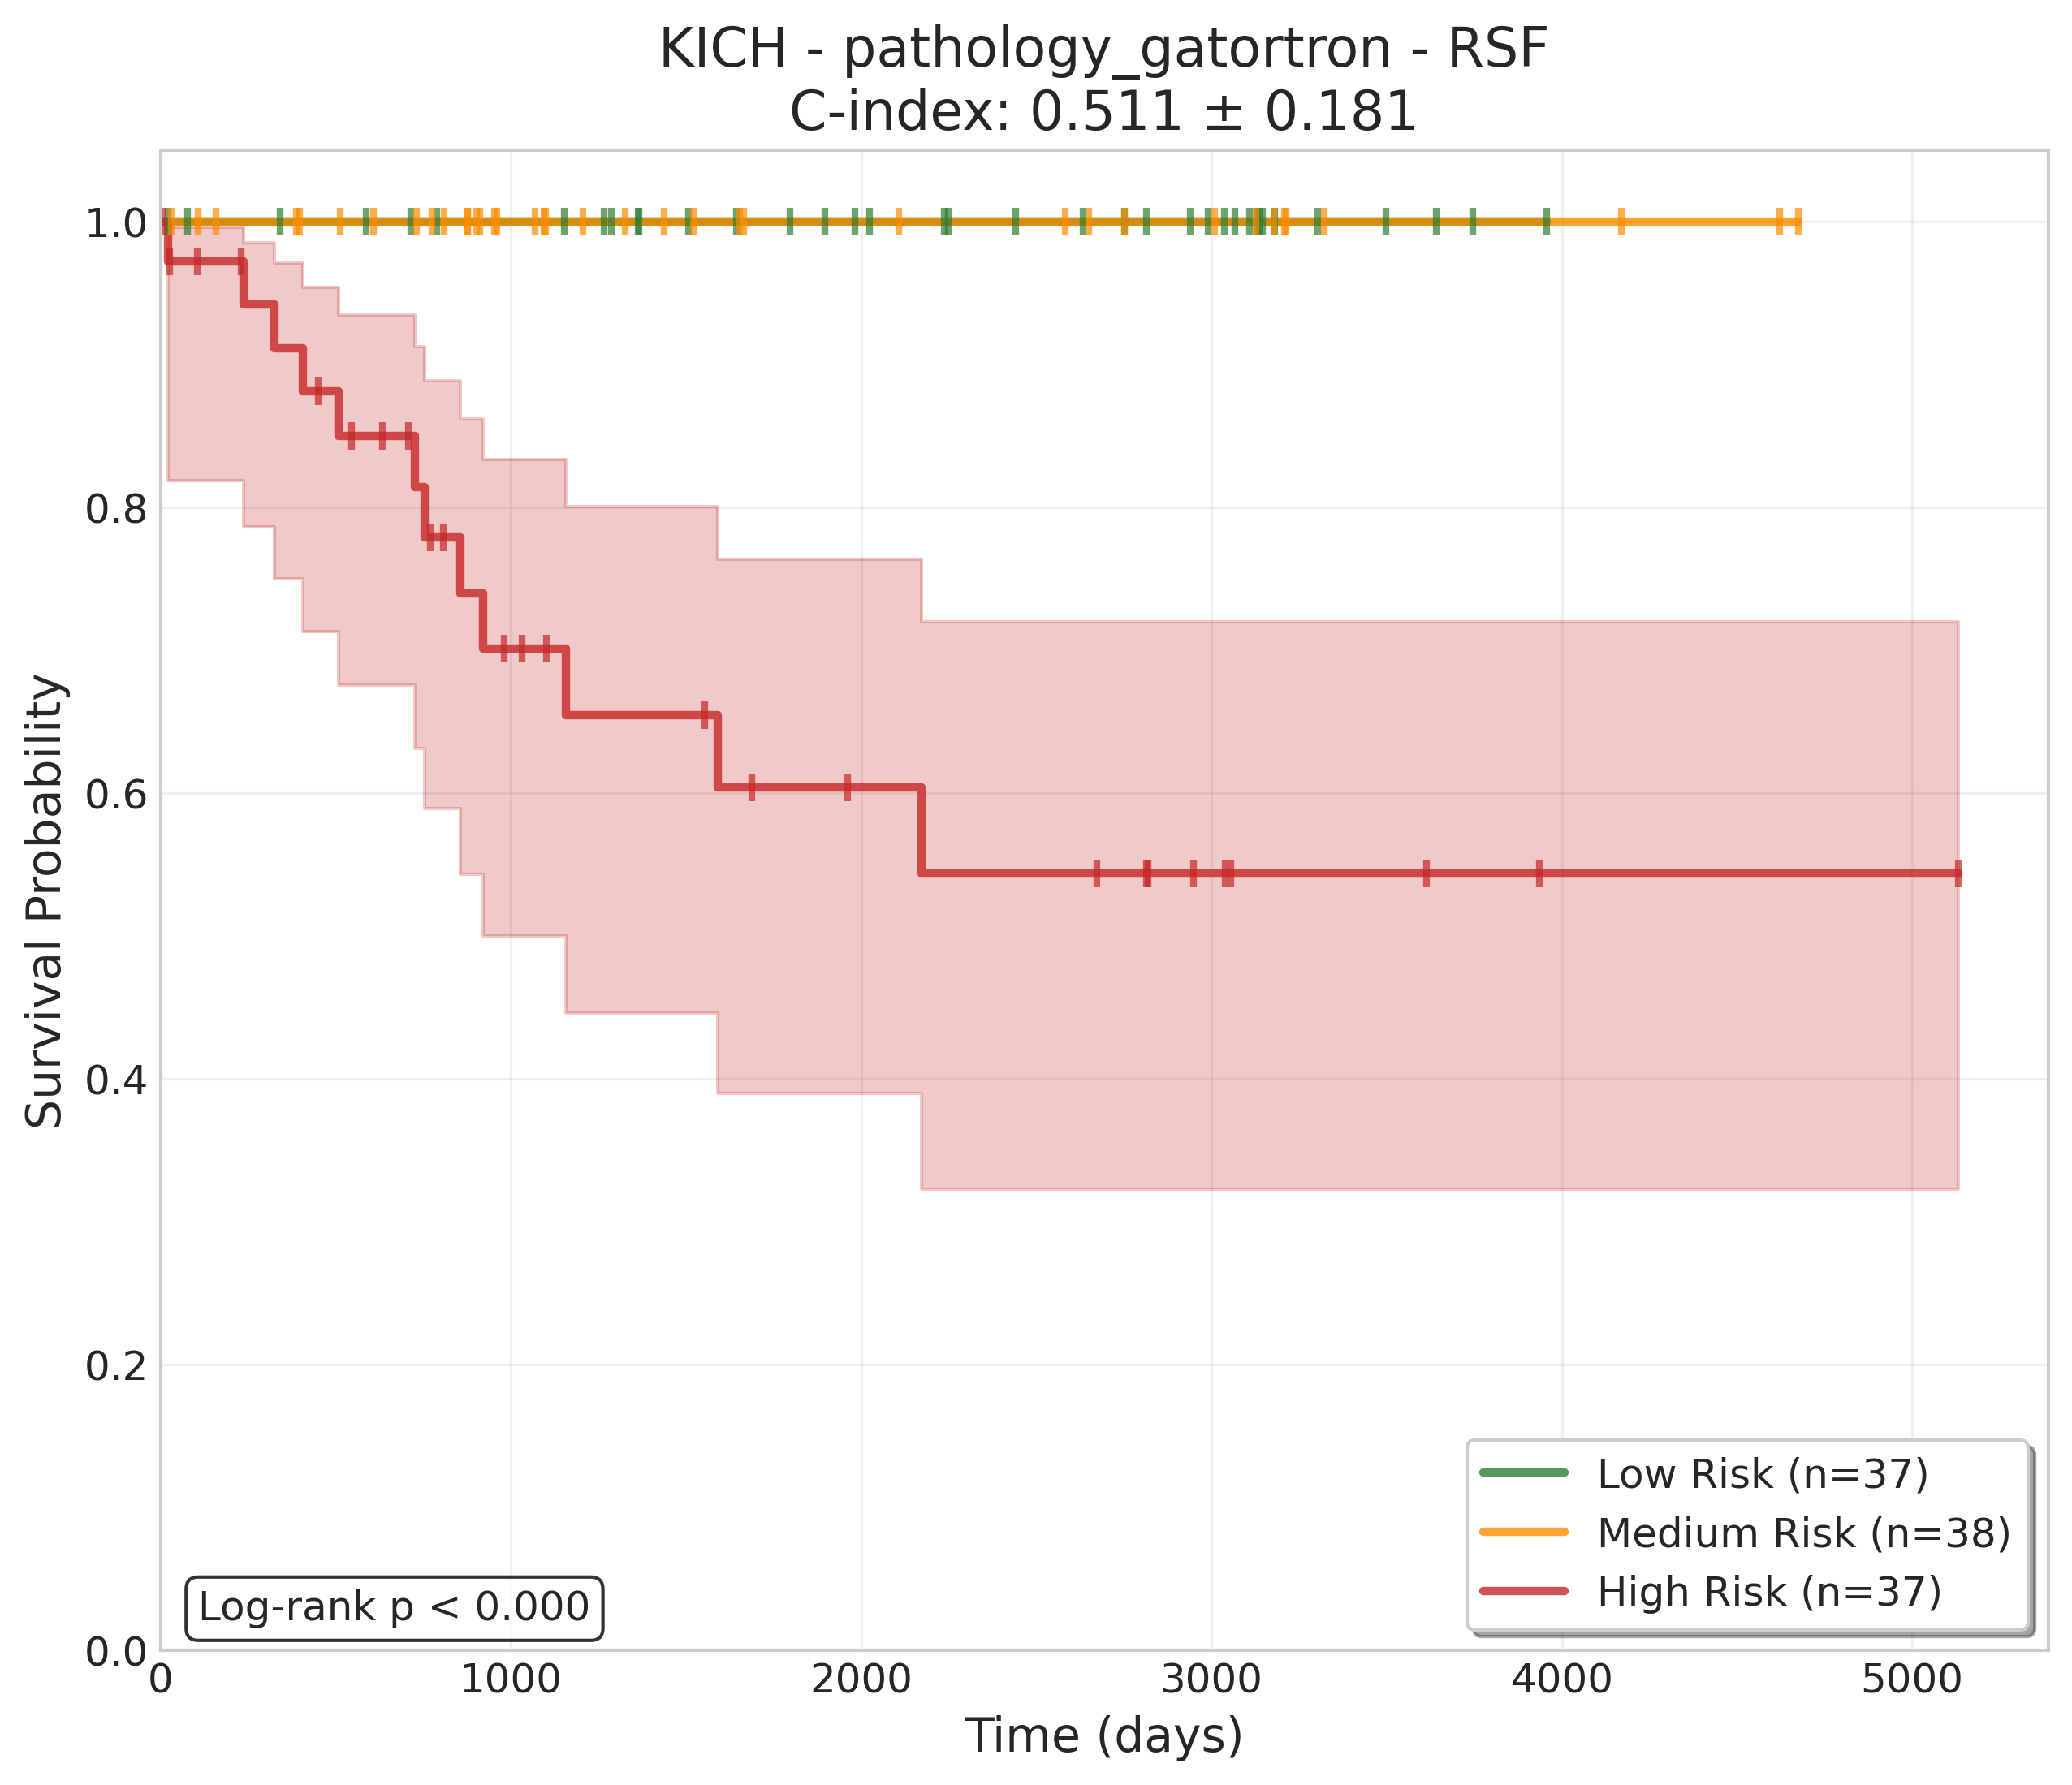 KICH - pathology_gatortron - RSF
C-index: 0.511 ± 0.181
Survival Probability
1.0
0.8
0.6
0.4
0.2
0.0
0 1000 2000 3000 4000 5000
Time (days)
Log-rank p < 0.000
Low Risk (n=37)
Medium Risk (n=38)
High Risk (n=37)